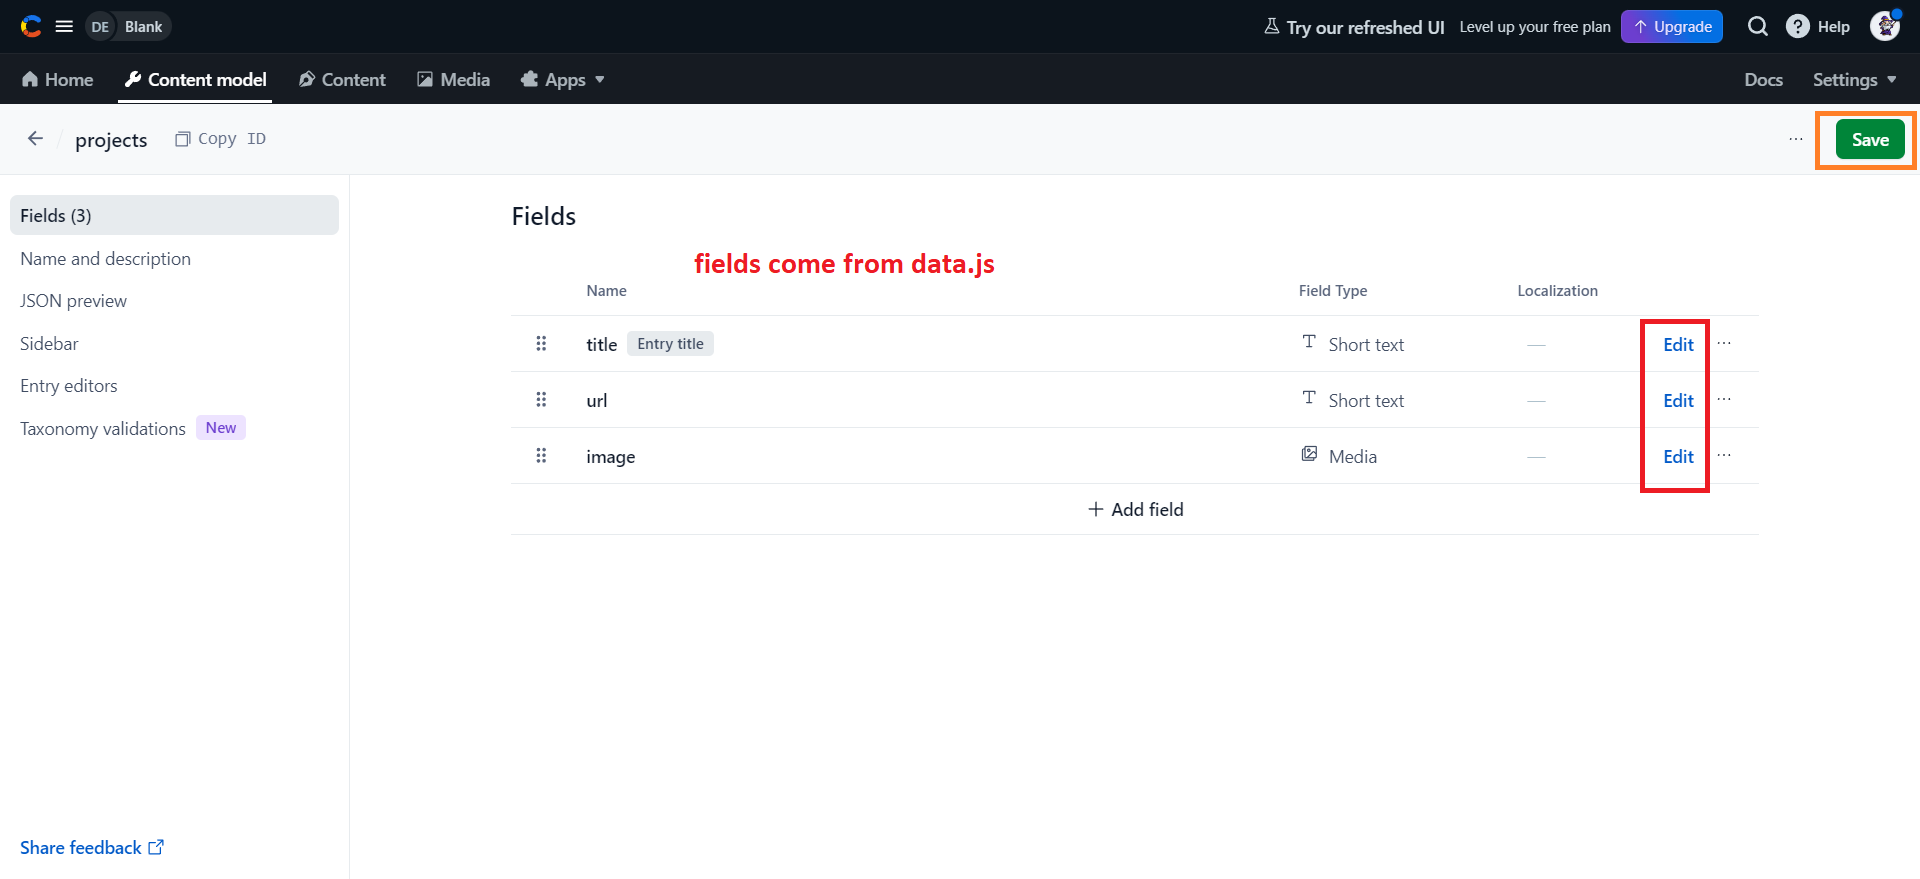 DE Blank Try our refreshed UI Level up your free plan Upgrade ? Help
Home Content model Content Media Apps Docs Settings
projects Copy ID ... Save
Fields (3)
Name and description
JSON preview
Sidebar
Entry editors
Taxonomy validations New
Share feedback
Fields
fields come from data.js
Name Field Type Localization
title Entry title Short text — Edit ...
url Short text — Edit ...
image Media — Edit ...
+ Add field